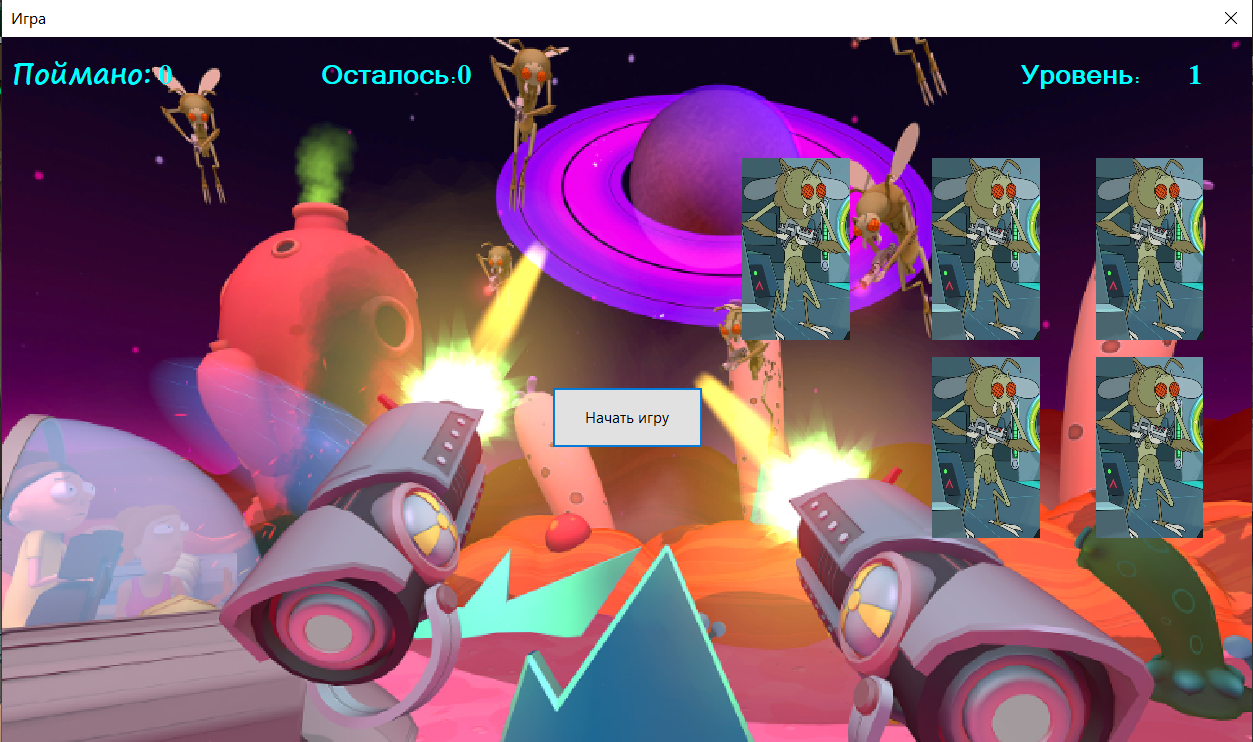 Игра
Поймано: 0
Осталось:0
Уровень: 1
Начать игру